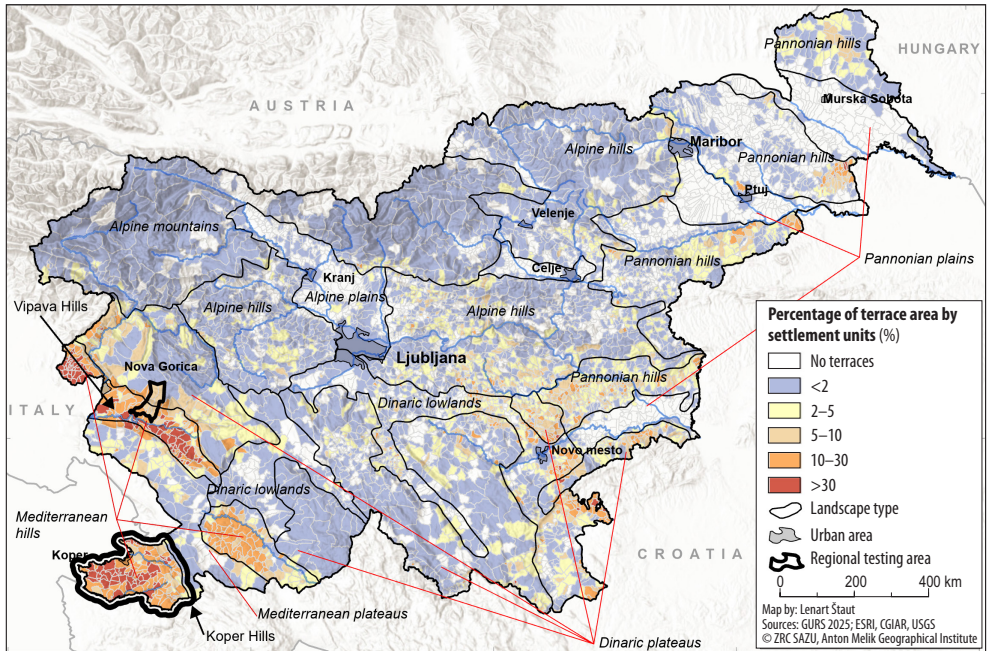 Pannonian hills
HUNGARY
AUSTRIA
Murska Sobota
Alpine hills
Maribor
Pannonian hills
Ptuj
Velenje
Alpine mountains
Pannonian hills
Pannonian plains
Celje
Kranj
Alpine plains
Vipava Hills
Alpine hills
Alpine hills
Ljubljana
Nova Gorica
Pannonian hills
ITALY
Dinaric lowlands
Novo mesto
Dinaric lowlands
Mediterranean
hills
Koper
CROATIA
Mediterranean plateaus
Koper Hills
Dinaric plateaus
Percentage of terrace area by
settlement units (%)
No terraces
<2
2–5
5–10
10–30
>30
Landscape type
Urban area
Regional testing area
0 200 400 km
Map by: Lenart Štaut
Sources: GURS 2025; ESRI, CGIAR, USGS
© ZRC SAZU, Anton Melik Geographical Institute